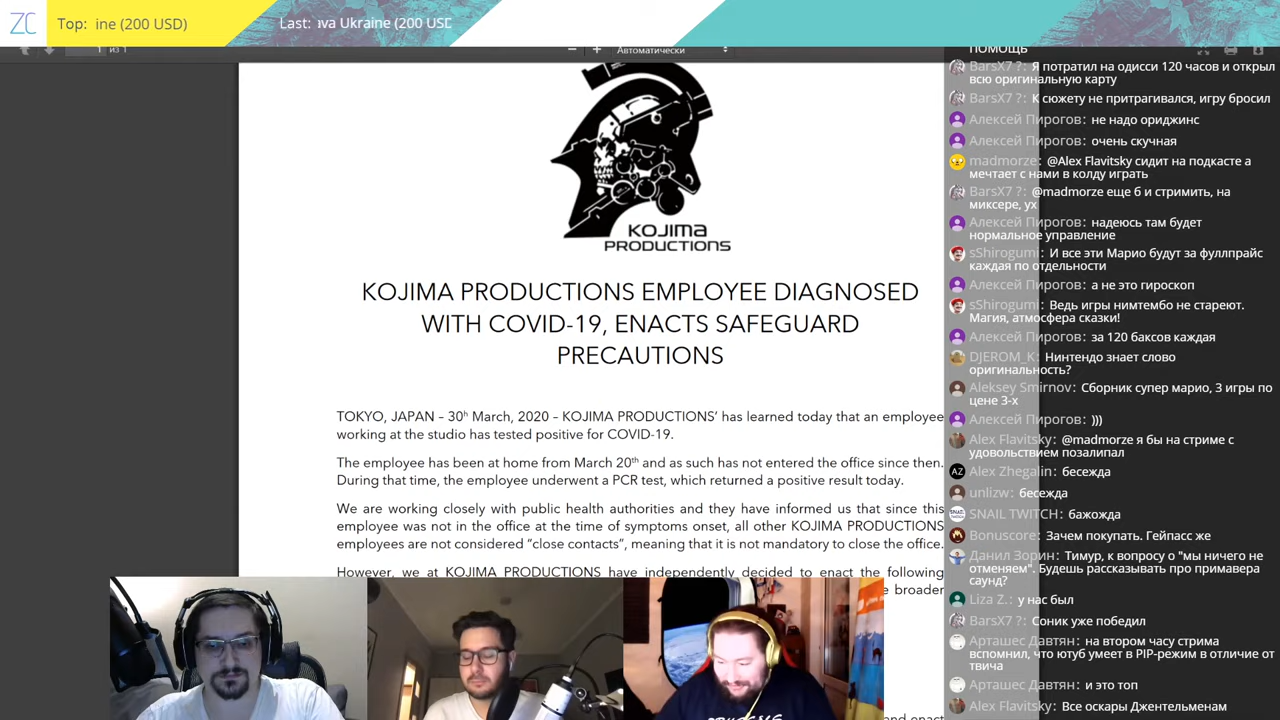 ZC
Top: ine (200 USD)
Last: ıva Ukraine (200 USD
1 из 1
Автоматически
KOJIMA
PRODUCTIONS
KOJIMA PRODUCTIONS EMPLOYEE DIAGNOSED
WITH COVID-19, ENACTS SAFEGUARD
PRECAUTIONS
TOKYO, JAPAN – 30ʰ March, 2020 – KOJIMA PRODUCTIONS’ has learned today that an employee
working at the studio has tested positive for COVID-19.
The employee has been at home from March 20ᵗʰ and as such has not entered the office since then.
During that time, the employee underwent a PCR test, which returned a positive result today.
We are working closely with public health authorities and they have informed us that since this
employee was not in the office at the time of symptoms onset, all other KOJIMA PRODUCTIONS
employees are not considered “close contacts”, meaning that it is not mandatory to close the office.
However, we at KOJIMA PRODUCTIONS have independently decided to enact the following
e broader
nd enact
помощь
BarsX7 ?: Я потратил на одисси 120 часов и открыл
всю оригинальную карту
BarsX7 ?: К сюжету не притрагивался, игру бросил
Алексей Пирогов: не надо ориджинс
Алексей Пирогов: очень скучная
madmorze: @Alex Flavitsky сидит на подкасте а
мечтает с нами в колду играть
BarsX7 ?: @madmorze еще б и стримить, на
миксере, ух
Алексей Пирогов: надеюсь там будет
нормальное управление
sShirogumi: И все эти Марио будут за фуллпрайс
каждая по отдельности
Алексей Пирогов: а не это гироскоп
sShirogumi: Ведь игры нимтембо не стареют.
Магия, атмосфера сказки!
Алексей Пирогов: за 120 баксов каждая
DJEROM_K: Нинтендо знает слово
оригинальность?
Aleksey Smirnov: Сборник супер марио, 3 игры по
цене 3-х
Алексей Пирогов: )))
Alex Flavitsky: @madmorze я бы на стриме с
удовольствием позалипал
AZ Alex Zhegalin: бесежда
unlizw: бесежда
SNAIL TWITCH: бажожда
Bonuscore: Зачем покупать. Гейпасс же
Данил Зорин: Тимур, к вопросу о "мы ничего не
отменяем". Будешь рассказывать про примавера
саунд?
Liza Z.: у нас был
BarsX7 ?: Соник уже победил
Арташес Давтян: на втором часу стрима
вспомнил, что ютуб умеет в PIP-режим в отличие от
твича
Арташес Давтян: и это топ
Alex Flavitsky: Все оскары Джентельменам